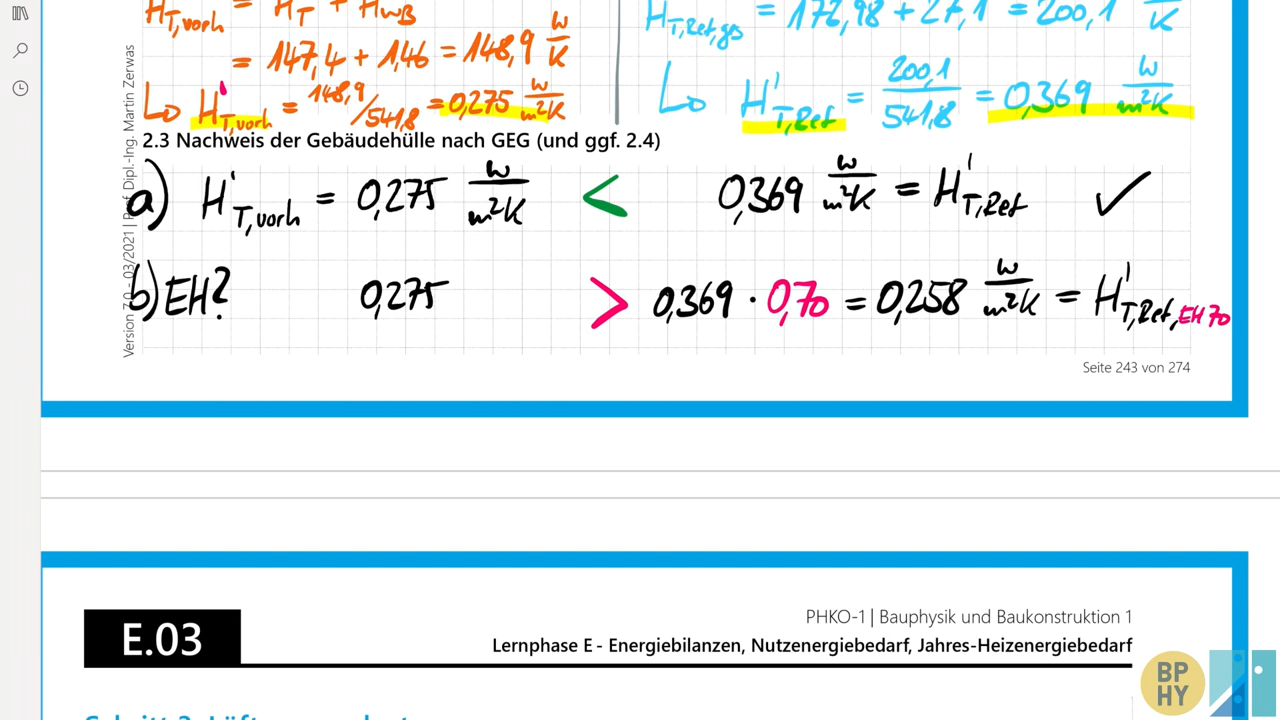 H_T,vorh = H_T + H_WB
= 147,4 + 1,46 = 148,9 W/K
↳ H'_T,vorh = 148,9/541,8 = 0,275 W/m²K
H_T,Ref,ges = 172,98 + 27,1 = 200,1 W/K
↳ H'_T,Ref = 200,1/541,8 = 0,369 W/m²K
2.3 Nachweis der Gebäudehülle nach GEG (und ggf. 2.4)
a) H'_T,vorh = 0,275 W/m²K < 0,369 W/m²K = H'_T,Ref ✓
b) EH? 0,275 > 0,369 · 0,70 = 0,258 W/m²K = H'_T,Ref,EH70
Seite 243 von 274
Version 7.0 - 03/2021 | Prof Dipl.-Ing. Martin Zerwas
PHKO-1 | Bauphysik und Baukonstruktion 1
E.03
Lernphase E - Energiebilanzen, Nutzenergiebedarf, Jahres-Heizenergiebedarf
BP
HY